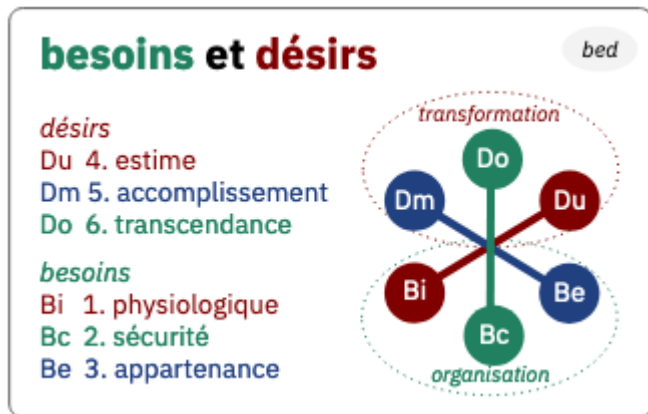 besoins et désirs
bed
désirs
Du 4. estime
Dm 5. accomplissement
Do 6. transcendance
besoins
Bi 1. physiologique
Bc 2. sécurité
Be 3. appartenance
transformation
Do
Dm
Du
Bi
Be
Bc
organisation